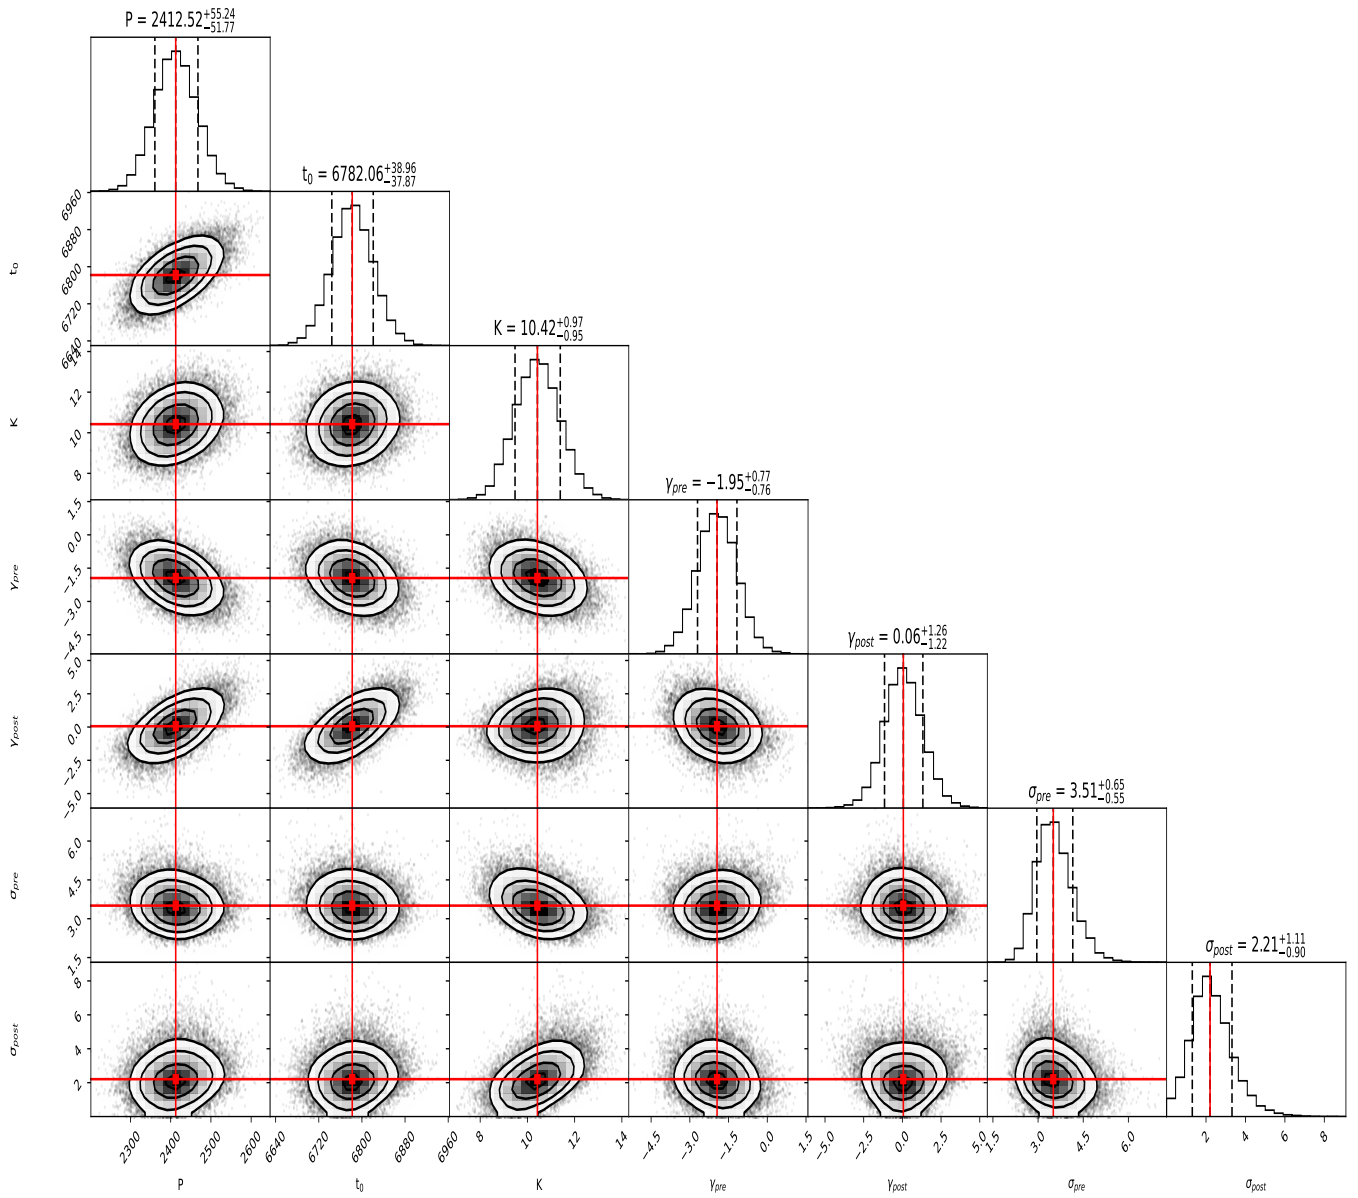 P = 2412.52+55.24−51.77
t0 = 6782.06+38.96−37.87
K = 10.42+0.97−0.95
γpre = −1.95+0.77−0.76
γpost = 0.06+1.26−1.22
σpre = 3.51+0.65−0.55
σpost = 2.21+1.11−0.90
t0
6960
6880
6800
6720
6640
K
14
12
10
8
γpre
1.5
0.0
−1.5
−3.0
−4.5
γpost
5.0
2.5
0.0
−2.5
−5.0
σpre
6.0
4.5
3.0
1.5
σpost
8
6
4
2
2300 2400 2500 2600
6640 6720 6800 6880 6960
8 10 12 14
−4.5 −3.0 −1.5 0.0 1.5
−5.0 −2.5 0.0 2.5 5.0
1.5 3.0 4.5 6.0
2 4 6 8
P t0 K γpre γpost σpre σpost